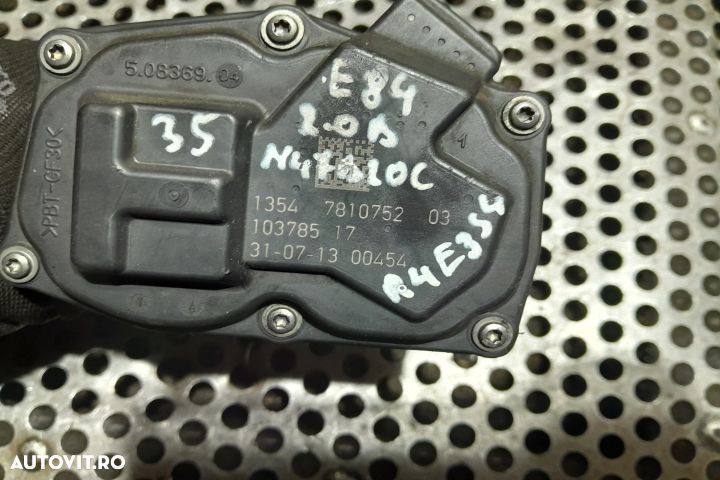 5.08369.04
E84
2.0D
35
N47D20C
1
>PBT-GF30<
1354 7810752 03
103785 17
31-07-13 00454
R4E354
AUTOVIT.RO